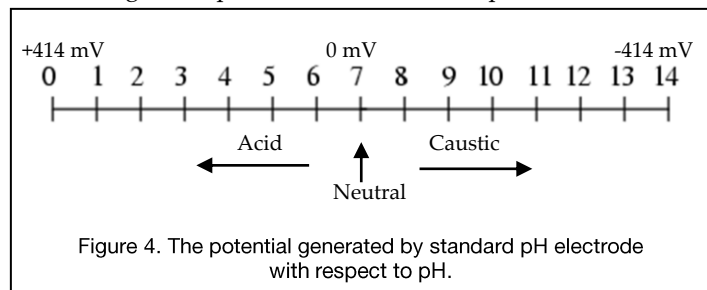 +414 mV 0 mV -414 mV
0 1 2 3 4 5 6 7 8 9 10 11 12 13 14
Acid Caustic
Neutral
Figure 4. The potential generated by standard pH electrode
with respect to pH.